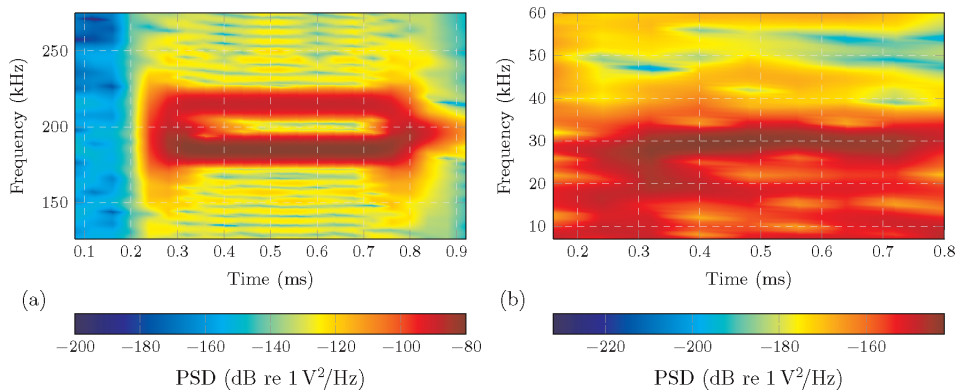 250
200
150
Frequency (kHz)
0.1 0.2 0.3 0.4 0.5 0.6 0.7 0.8 0.9
Time (ms)
(a)
−200 −180 −160 −140 −120 −100 −80
PSD (dB re 1 V²/Hz)
60
50
40
30
20
10
Frequency (kHz)
0.2 0.3 0.4 0.5 0.6 0.7 0.8
Time (ms)
(b)
−220 −200 −180 −160
PSD (dB re 1 V²/Hz)